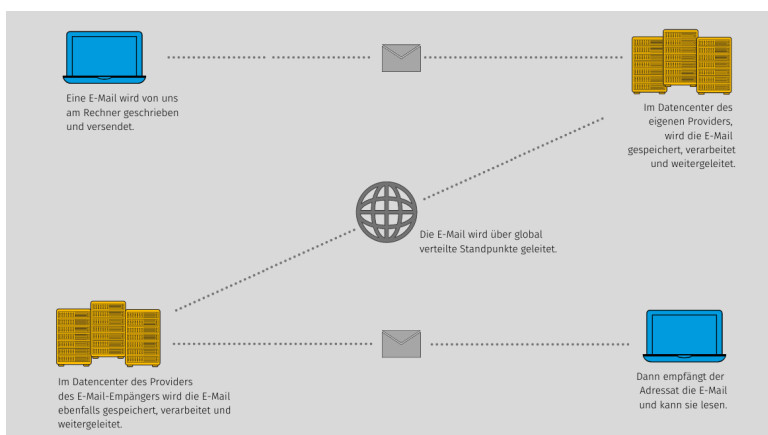 Eine E-Mail wird von uns
am Rechner geschrieben
und versendet.
Im Datencenter des
eigenen Providers,
wird die E-Mail
gespeichert, verarbeitet
und weitergeleitet.
Die E-Mail wird über global
verteilte Standpunkte geleitet.
Im Datencenter des Providers
des E-Mail-Empängers wird die E-Mail
ebenfalls gespeichert, verarbeitet und
weitergeleitet.
Dann empfängt der
Adressat die E-Mail
und kann sie lesen.